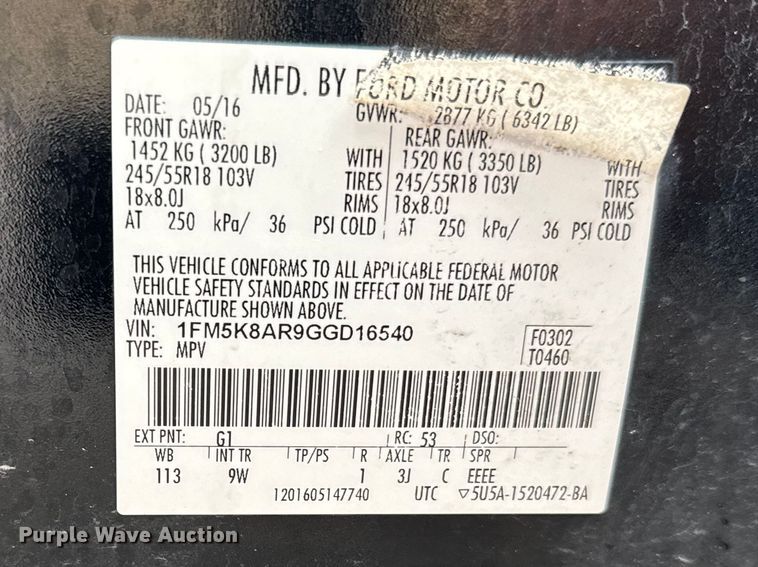 MFD. BY FORD MOTOR CO.
DATE: 05/16 GVWR: 2877 KG ( 6342 LB)
FRONT GAWR: REAR GAWR:
1452 KG ( 3200 LB) WITH 1520 KG ( 3350 LB) WITH
245/55R18 103V TIRES 245/55R18 103V TIRES
18x8.0J RIMS 18x8.0J RIMS
AT 250 kPa/ 36 PSI COLD AT 250 kPa/ 36 PSI COLD
THIS VEHICLE CONFORMS TO ALL APPLICABLE FEDERAL MOTOR
VEHICLE SAFETY STANDARDS IN EFFECT ON THE DATE OF
MANUFACTURE SHOWN ABOVE.
VIN: 1FM5K8AR9GGD16540 F0302
TYPE: MPV T0460
EXT PNT: G1 RC: 53 DSO:
WB INT TR TP/PS R AXLE TR SPR
113 9W 1 3J C EEEE
1201605147740 UTC ▽5U5A-1520472-BA
Purple Wave Auction